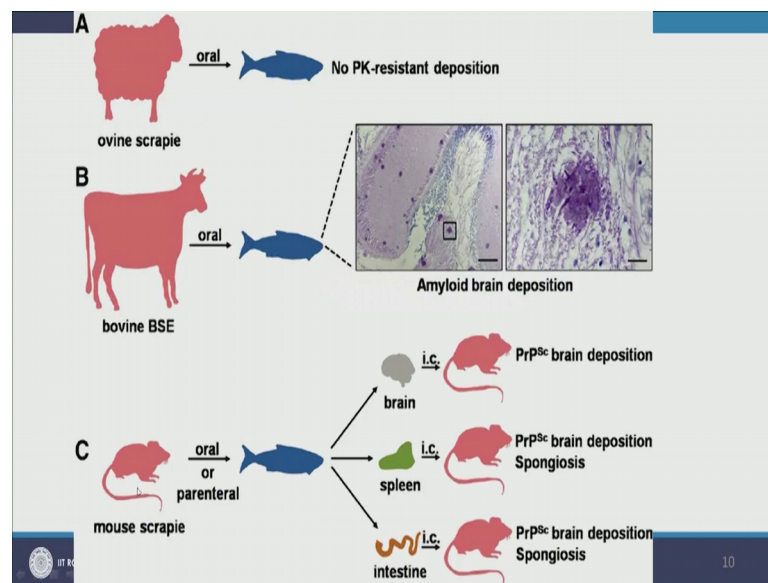 A
oral
No PK-resistant deposition
ovine scrapie
B
oral
Amyloid brain deposition
bovine BSE
C
mouse scrapie
oral
or
parenteral
brain
i.c.
PrPSc brain deposition
spleen
i.c.
PrPSc brain deposition
Spongiosis
intestine
i.c.
PrPSc brain deposition
Spongiosis
IIT
10